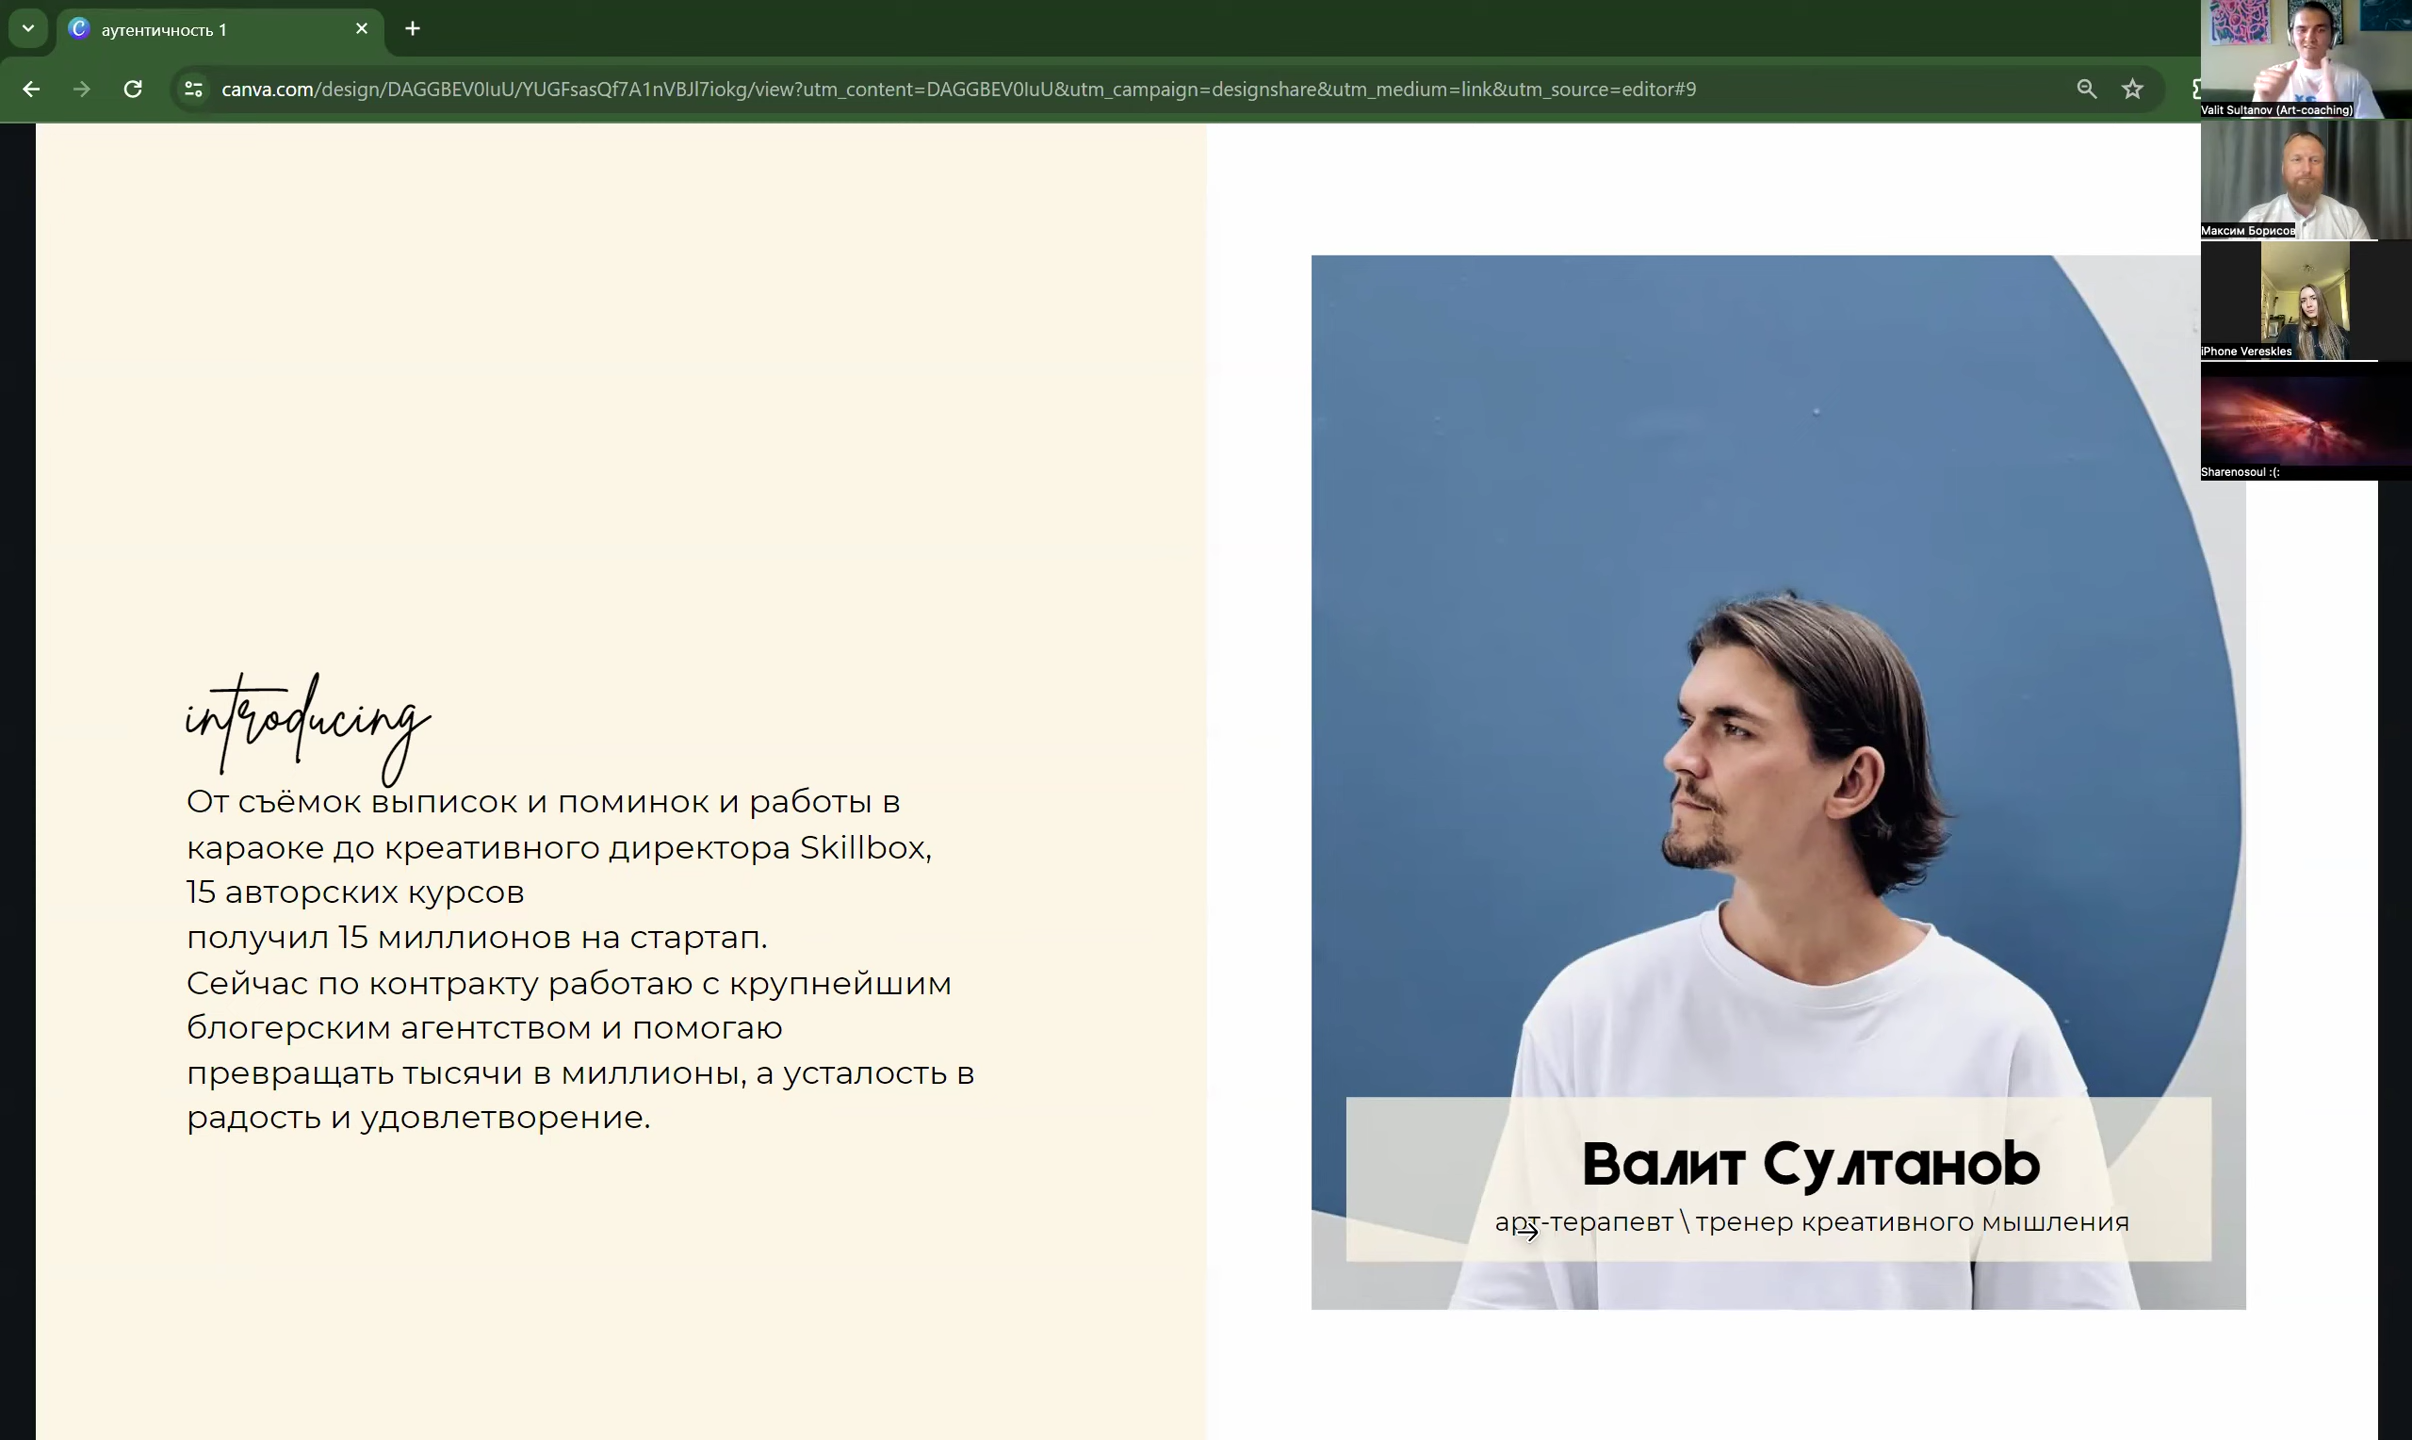 аутентичность 1
canva.com/design/DAGGBEV0IuU/YUGFsasQf7A1nVBJl7iokg/view?utm_content=DAGGBEV0IuU&utm_campaign=designshare&utm_medium=link&utm_source=editor#9
Valit Sultanov (Art-coaching)
Максим Борисов
iPhone Vereskles
Sharenosoul :(:
introducing
От съёмок выписок и поминок и работы в
караоке до креативного директора Skillbox,
15 авторских курсов
получил 15 миллионов на стартап.
Сейчас по контракту работаю с крупнейшим
блогерским агентством и помогаю
превращать тысячи в миллионы, а усталость в
радость и удовлетворение.
Валит Султанов
арт-терапевт \ тренер креативного мышления